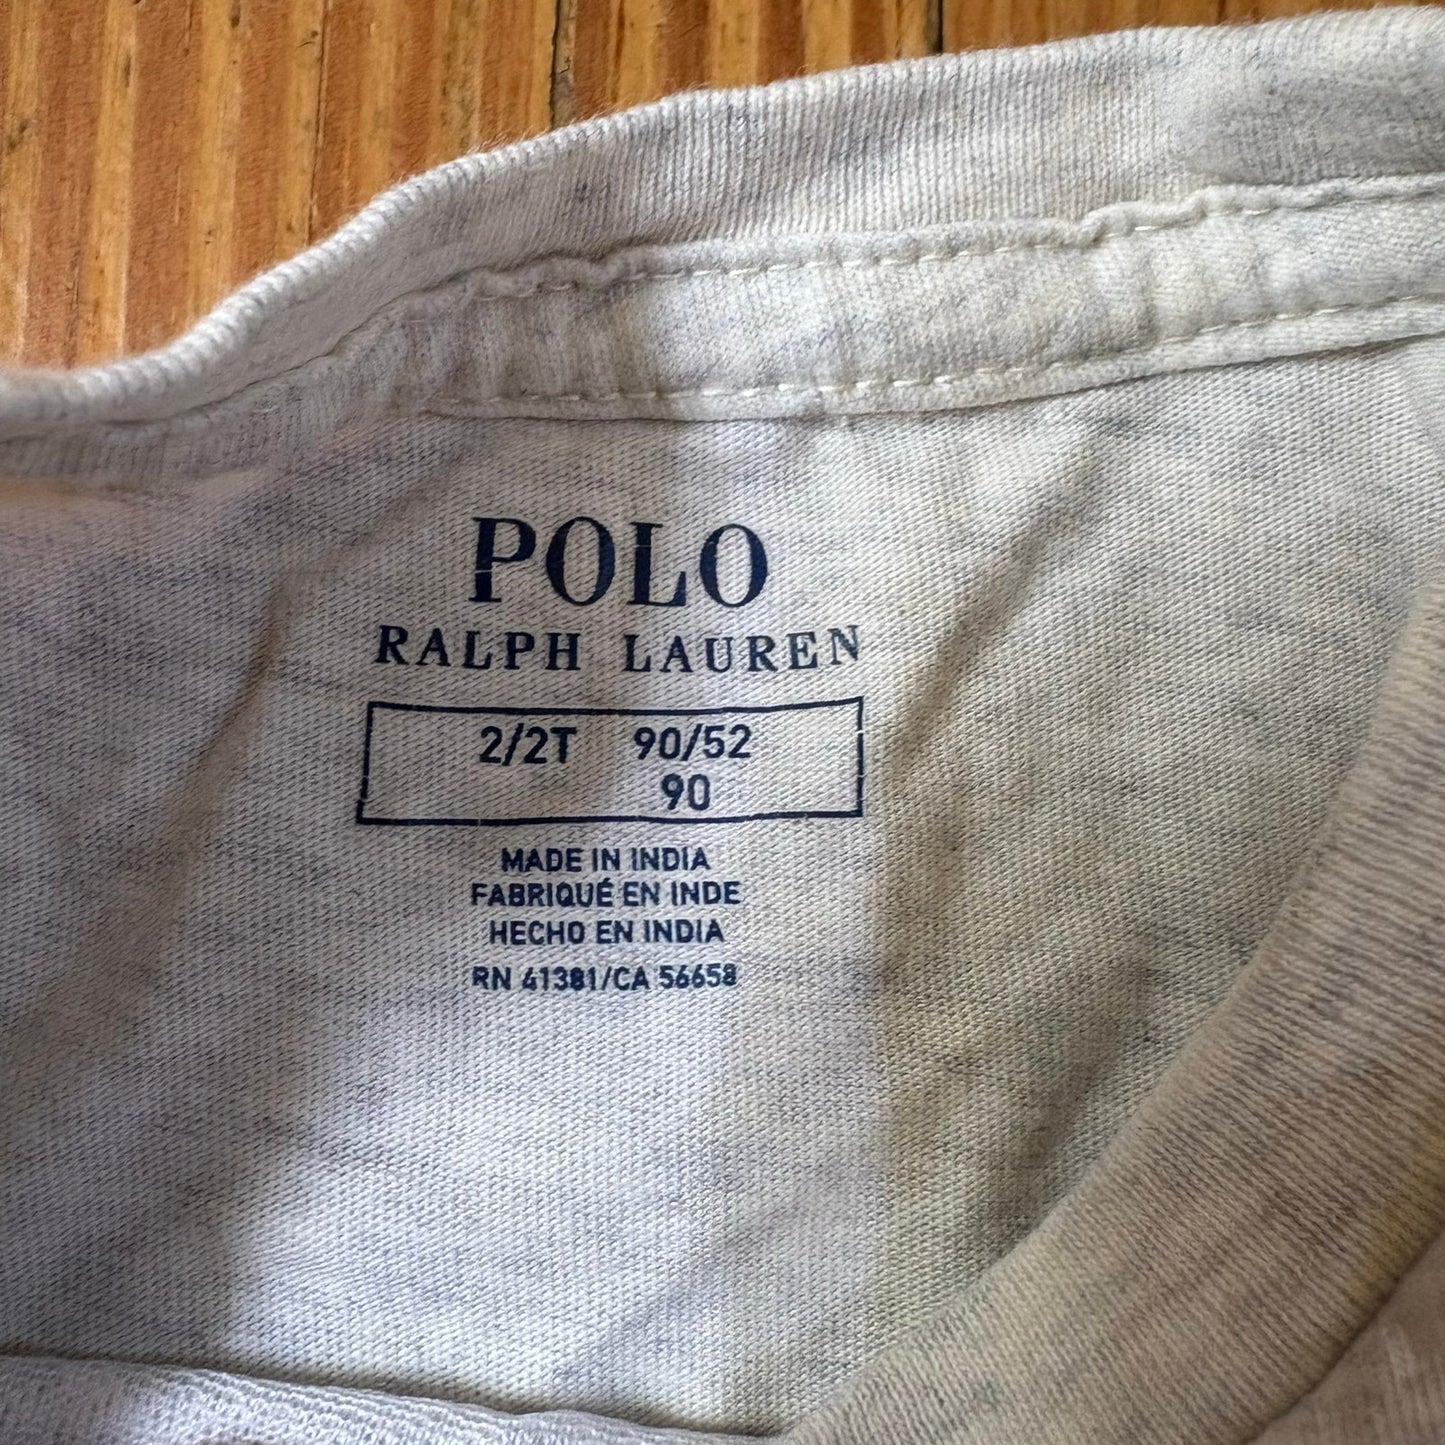 POLO
RALPH LAUREN
2/2T 90/52
90
MADE IN INDIA
FABRIQUÉ EN INDE
HECHO EN INDIA
RN 41381/CA 56658